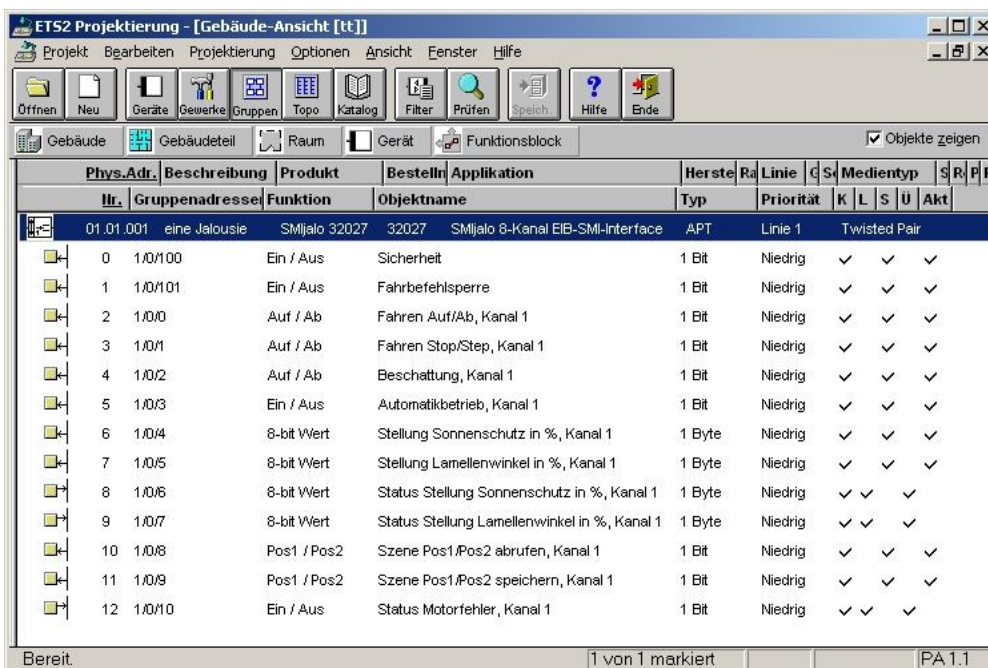 ETS2 Projektierung - [Gebäude-Ansicht [tt]]
Projekt Bearbeiten Projektierung Optionen Ansicht Fenster Hilfe
Öffnen Neu Geräte Gewerke Gruppen Topo Katalog Filter Prüfen Speich. Hilfe Ende
Gebäude Gebäudeteil Raum Gerät Funktionsblock Objekte zeigen
Phys.Adr. Beschreibung Produkt Bestelln Applikation Herste Ra Linie Medientyp S R P
Nr. Gruppenadresse Funktion Objektname Typ Priorität K L S Ü Akt
01.01.001 eine Jalousie SMIjalo 32027 32027 SMIjalo 8-Kanal EIB-SMI-Interface APT Linie 1 Twisted Pair
0 1/0/100 Ein / Aus Sicherheit 1 Bit Niedrig
1 1/0/101 Ein / Aus Fahrbefehlsperre 1 Bit Niedrig
2 1/0/0 Auf / Ab Fahren Auf/Ab, Kanal 1 1 Bit Niedrig
3 1/0/1 Auf / Ab Fahren Stop/Step, Kanal 1 1 Bit Niedrig
4 1/0/2 Auf / Ab Beschattung, Kanal 1 1 Bit Niedrig
5 1/0/3 Ein / Aus Automatikbetrieb, Kanal 1 1 Bit Niedrig
6 1/0/4 8-bit Wert Stellung Sonnenschutz in %, Kanal 1 1 Byte Niedrig
7 1/0/5 8-bit Wert Stellung Lamellenwinkel in %, Kanal 1 1 Byte Niedrig
8 1/0/6 8-bit Wert Status Stellung Sonnenschutz in %, Kanal 1 1 Byte Niedrig
9 1/0/7 8-bit Wert Status Stellung Lamellenwinkel in %, Kanal 1 1 Byte Niedrig
10 1/0/8 Pos1 / Pos2 Szene Pos1/Pos2 abrufen, Kanal 1 1 Bit Niedrig
11 1/0/9 Pos1 / Pos2 Szene Pos1/Pos2 speichern, Kanal 1 1 Bit Niedrig
12 1/0/10 Ein / Aus Status Motorfehler, Kanal 1 1 Bit Niedrig
Bereit. 1 von 1 markiert PA 1.1